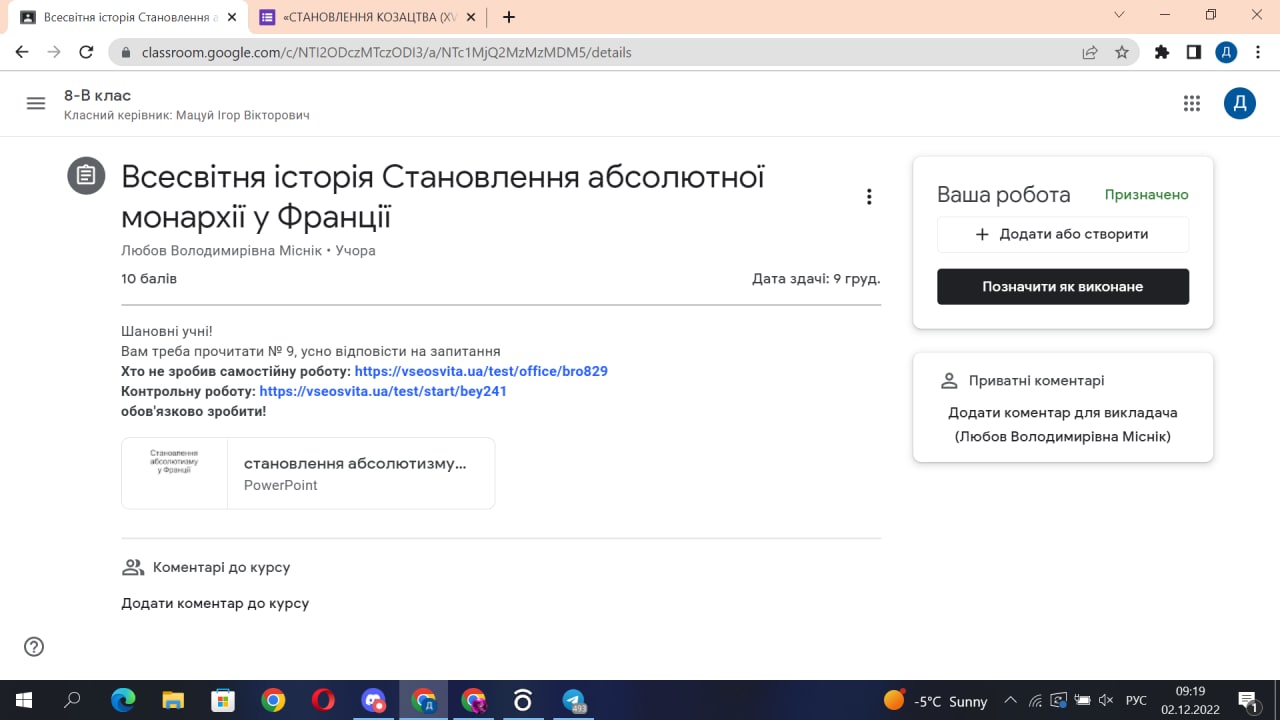 Всесвітня історія Становлення а
«СТАНОВЛЕННЯ КОЗАЦТВА (XV
classroom.google.com/c/NTI2ODczMTczODI3/a/NTc1MjQ2MzMzMDM5/details
Д
8-В клас
Класний керівник: Мацуй Ігор Вікторович
Д
Всесвітня історія Становлення абсолютної
монархії у Франції
Любов Володимирівна Міснік • Учора
10 балів
Дата здачі: 9 груд.
Шановні учні!
Вам треба прочитати № 9, усно відповісти на запитання
Хто не зробив самостійну роботу: https://vseosvita.ua/test/office/bro829
Контрольну роботу: https://vseosvita.ua/test/start/bey241
обов'язково зробити!
Становлення
абсолютизму
у Франції
становлення абсолютизму...
PowerPoint
Коментарі до курсу
Додати коментар до курсу
Ваша робота
Призначено
+ Додати або створити
Позначити як виконане
Приватні коментарі
Додати коментар для викладача
(Любов Володимирівна Міснік)
Д
493
-5°C Sunny
РУС
09:19
02.12.2022
1